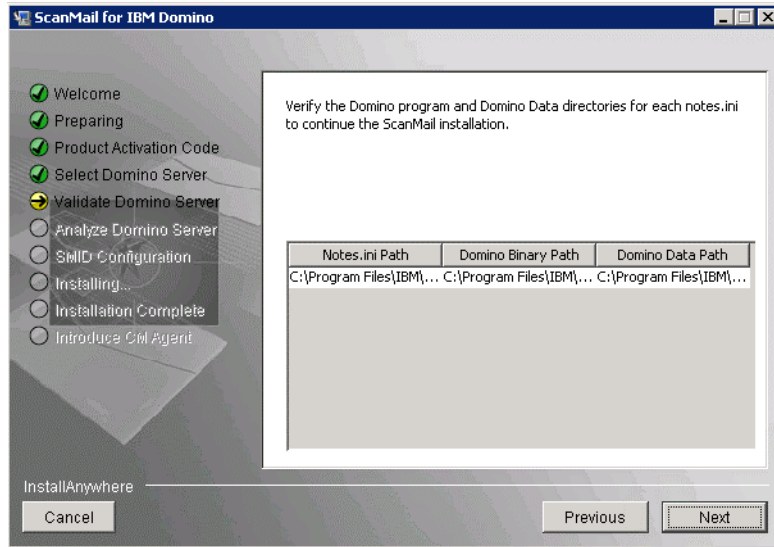 ScanMail for IBM Domino
Welcome
Preparing
Product Activation Code
Select Domino Server
Validate Domino Server
Analyze Domino Server
SMID Configuration
Installing...
Installation Complete
Introduce CM Agent
Verify the Domino program and Domino Data directories for each notes.ini
to continue the ScanMail installation.
Notes.ini Path Domino Binary Path Domino Data Path
C:\Program Files\IBM\... C:\Program Files\IBM\... C:\Program Files\IBM\...
InstallAnywhere
Cancel Previous Next